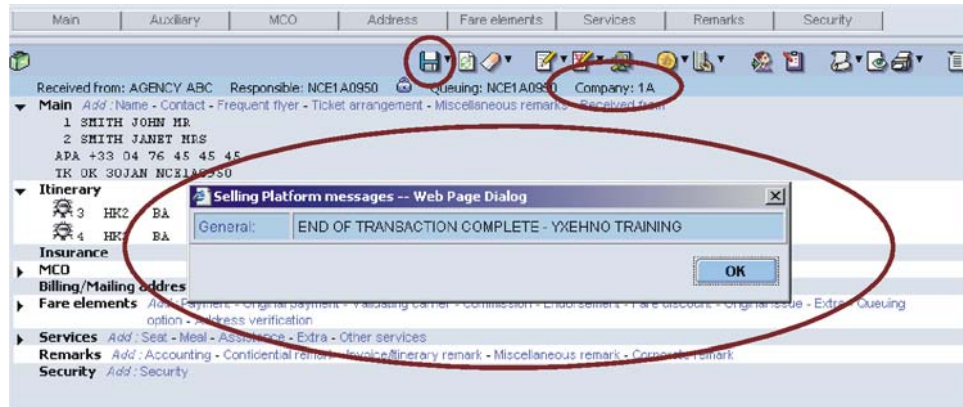 Main Auxiliary MCO Address Fare elements Services Remarks Security
Received from: AGENCY ABC Responsible: NCE1A0950 Queuing: NCE1A0950 Company: 1A
Main Add : Name - Contact - Frequent flyer - Ticket arrangement - Miscellaneous remarks - Received from
1 SMITH JOHN MR
2 SMITH JANET MRS
APA +33 04 76 45 45 45
TK OK 30JAN NCE1A0950
Itinerary
3 HK2 BA
4 HK2 BA
Selling Platform messages -- Web Page Dialog
General: END OF TRANSACTION COMPLETE - YXEHNO TRAINING
OK
Insurance
MCO
Billing/Mailing addres
Fare elements Add : Payment - Original payment - Validating carrier - Commission - Endorsement - Fare discount - Original issue - Extra - Queuing
option - Address verification
Services Add : Seat - Meal - Assistance - Extra - Other services
Remarks Add : Accounting - Confidential remark - Invoice/Itinerary remark - Miscellaneous remark - Corporate remark
Security Add : Security